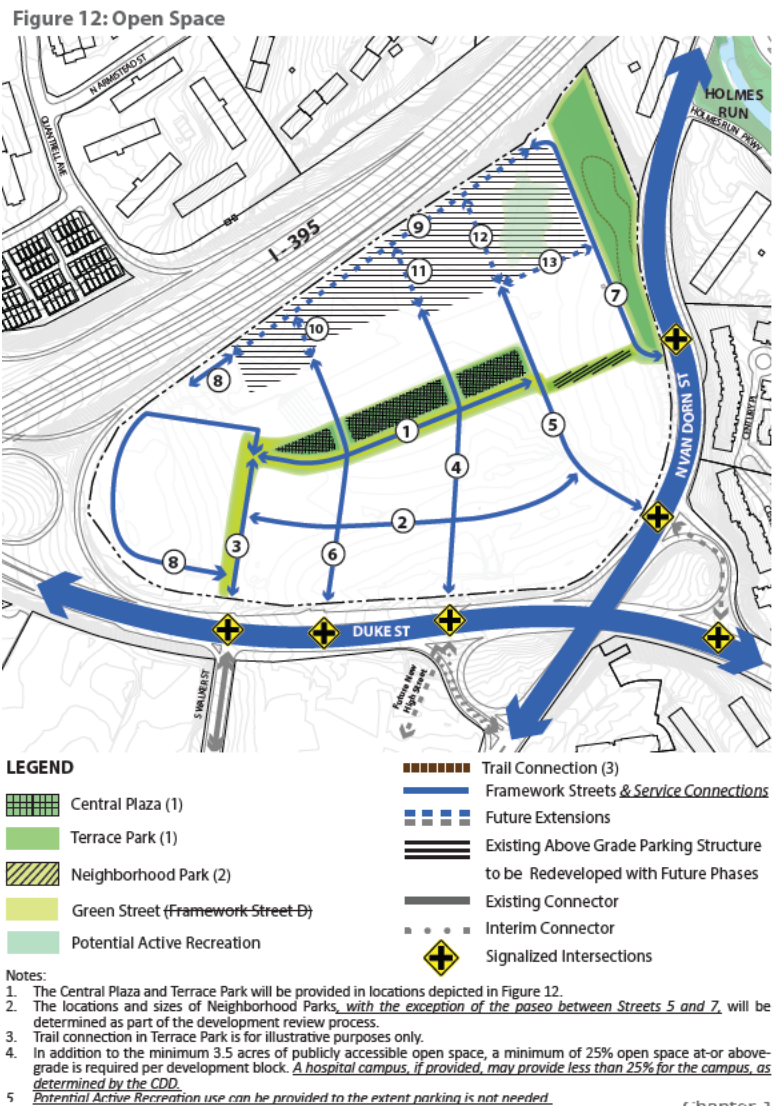 Figure 12: Open Space
N ARMISTEAD ST
QUANTRELL AVE
I - 395
HOLMES
RUN
HOLMES RUN PKWY
9
12
11
13
10
7
8
1
5
4
2
3
6
8
N VAN DORN ST
CENTURY PL
DUKE ST
S WALKER ST
Future New
High Street
LEGEND
Central Plaza (1)
Terrace Park (1)
Neighborhood Park (2)
Green Street (Framework Street D)
Potential Active Recreation
Trail Connection (3)
Framework Streets & Service Connections
Future Extensions
Existing Above Grade Parking Structure
to be Redeveloped with Future Phases
Existing Connector
Interim Connector
Signalized Intersections
Notes:
1. The Central Plaza and Terrace Park will be provided in locations depicted in Figure 12.
2. The locations and sizes of Neighborhood Parks, with the exception of the paseo between Streets 5 and 7, will be
determined as part of the development review process.
3. Trail connection in Terrace Park is for illustrative purposes only.
4. In addition to the minimum 3.5 acres of publicly accessible open space, a minimum of 25% open space at-or above-
grade is required per development block. A hospital campus, if provided, may provide less than 25% for the campus, as
determined by the CDD.
5 Potential Active Recreation use can be provided to the extent parking is not needed
Chapter 1